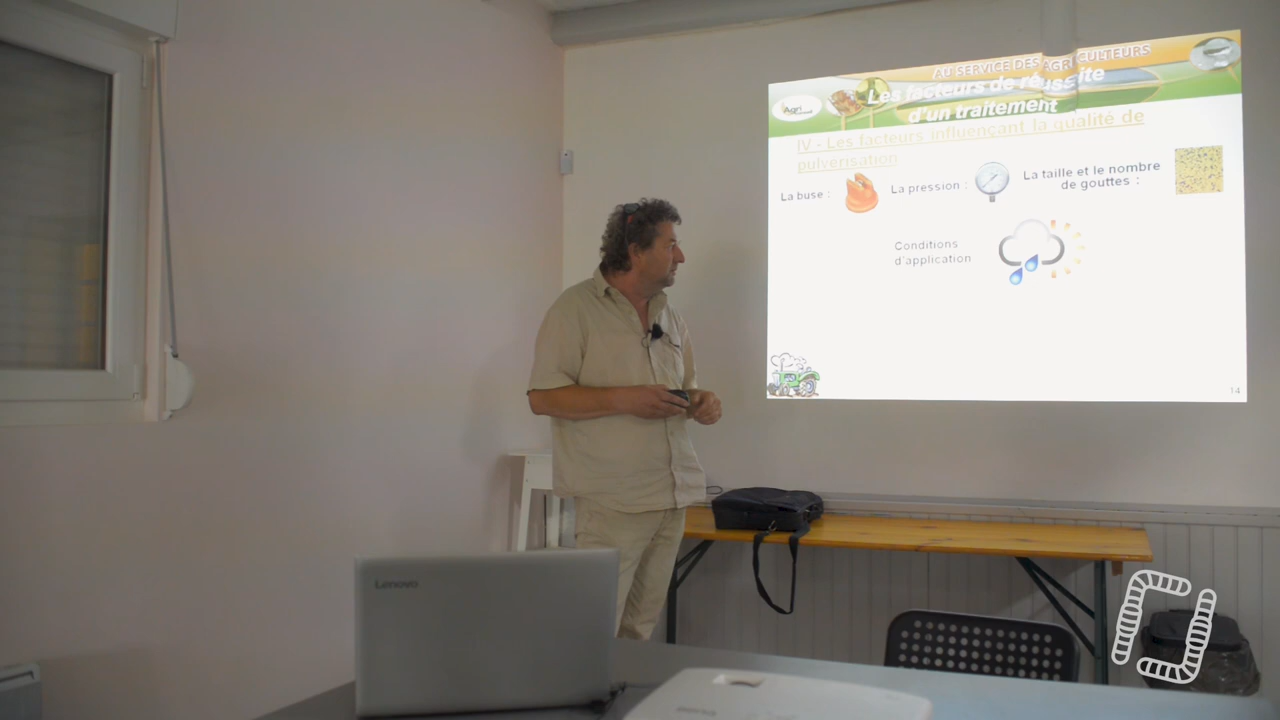 AU SERVICE DES AGRICULTEURS
Les facteurs de réussite
d'un traitement
Agri
IV - Les facteurs influençant la qualité de
pulvérisation
La buse :
La pression :
La taille et le nombre
de gouttes :
Conditions
d'application
14
Lenovo